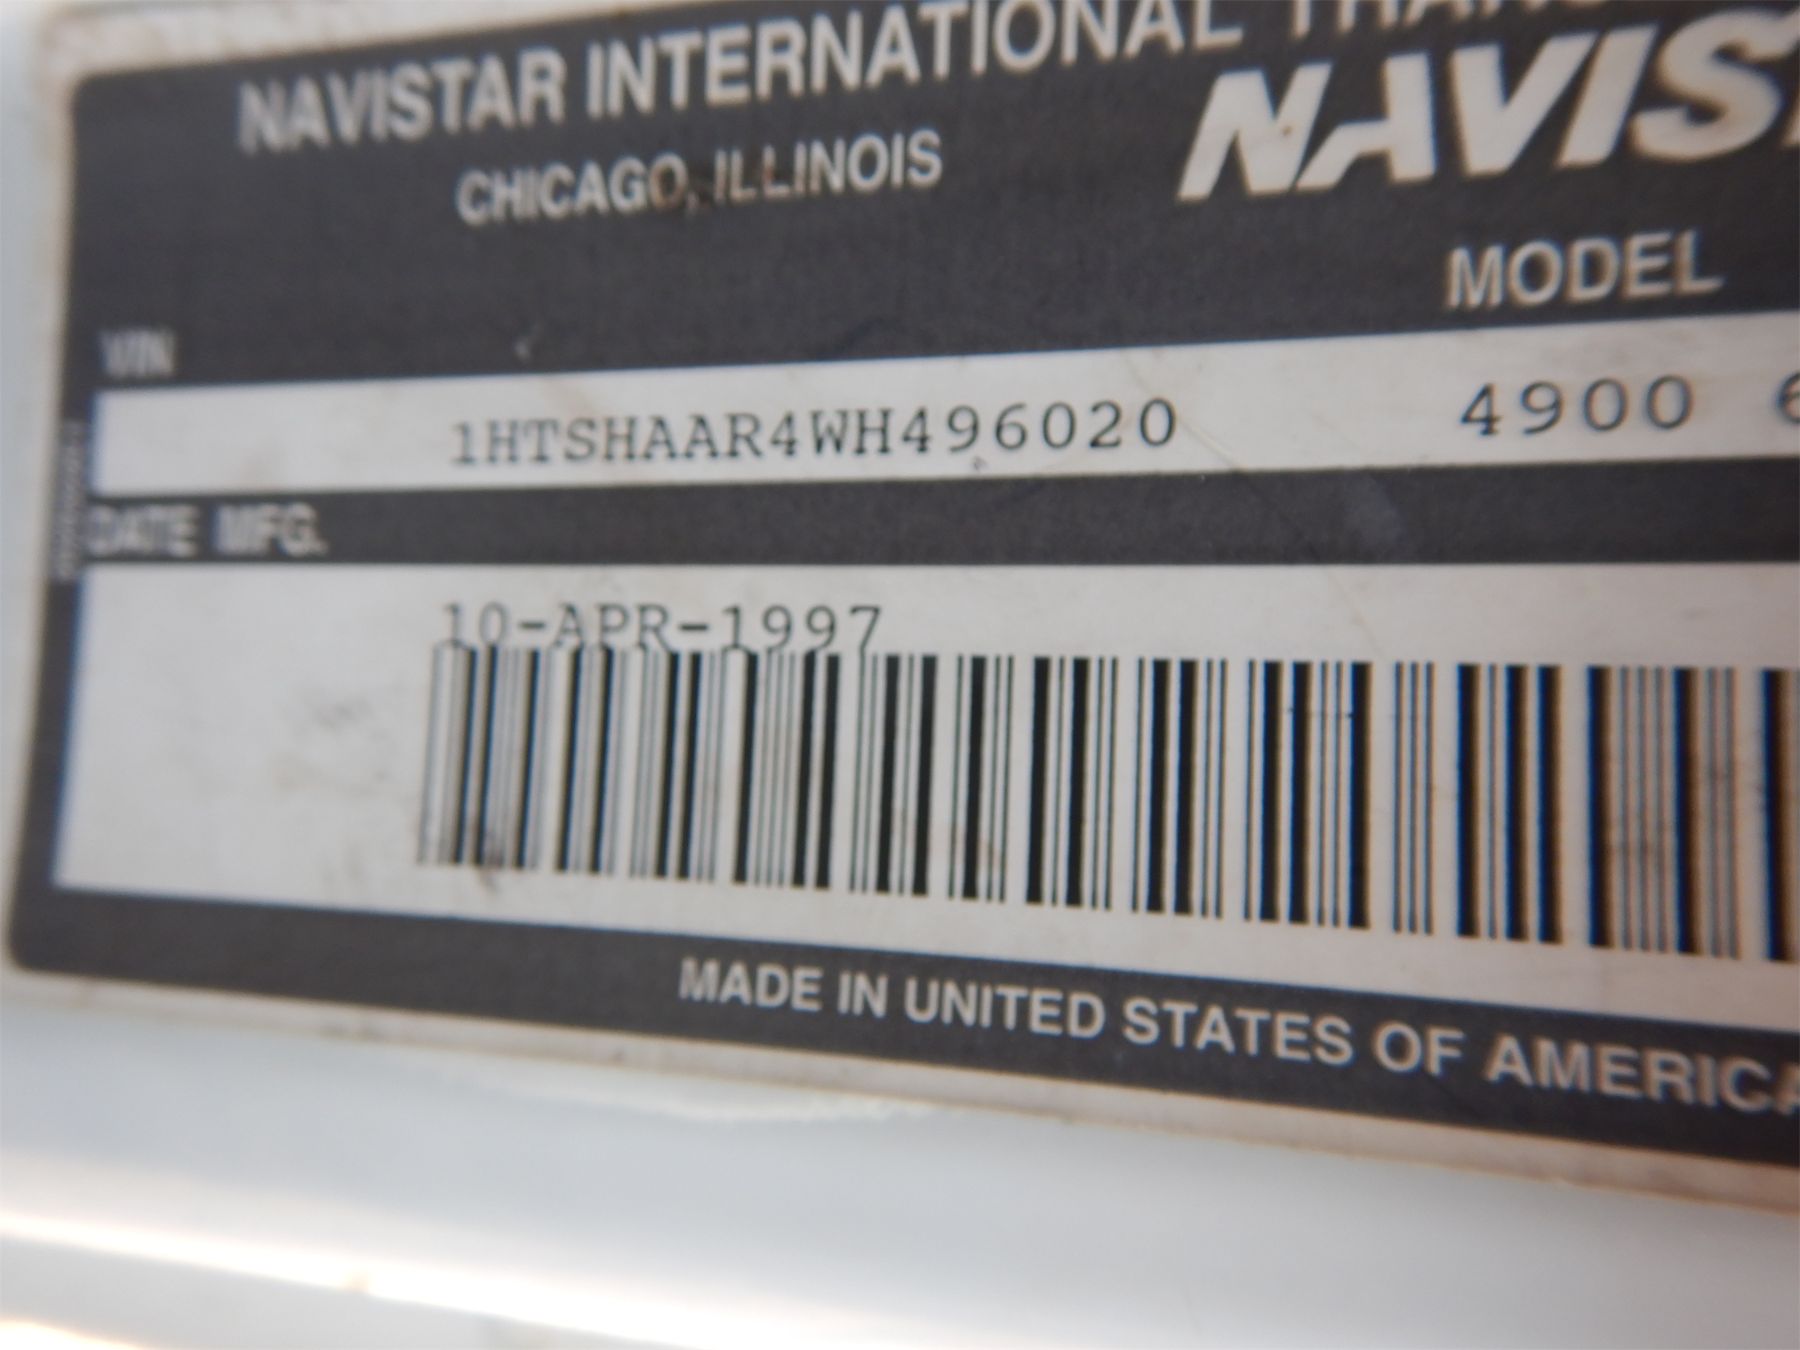 NAVISTAR INTERNATIONAL
CHICAGO, ILLINOIS
MODEL
VIN
1HTSHAAR4WH496020 4900
DATE MFG.
10-APR-1997
MADE IN UNITED STATES OF AMERICA